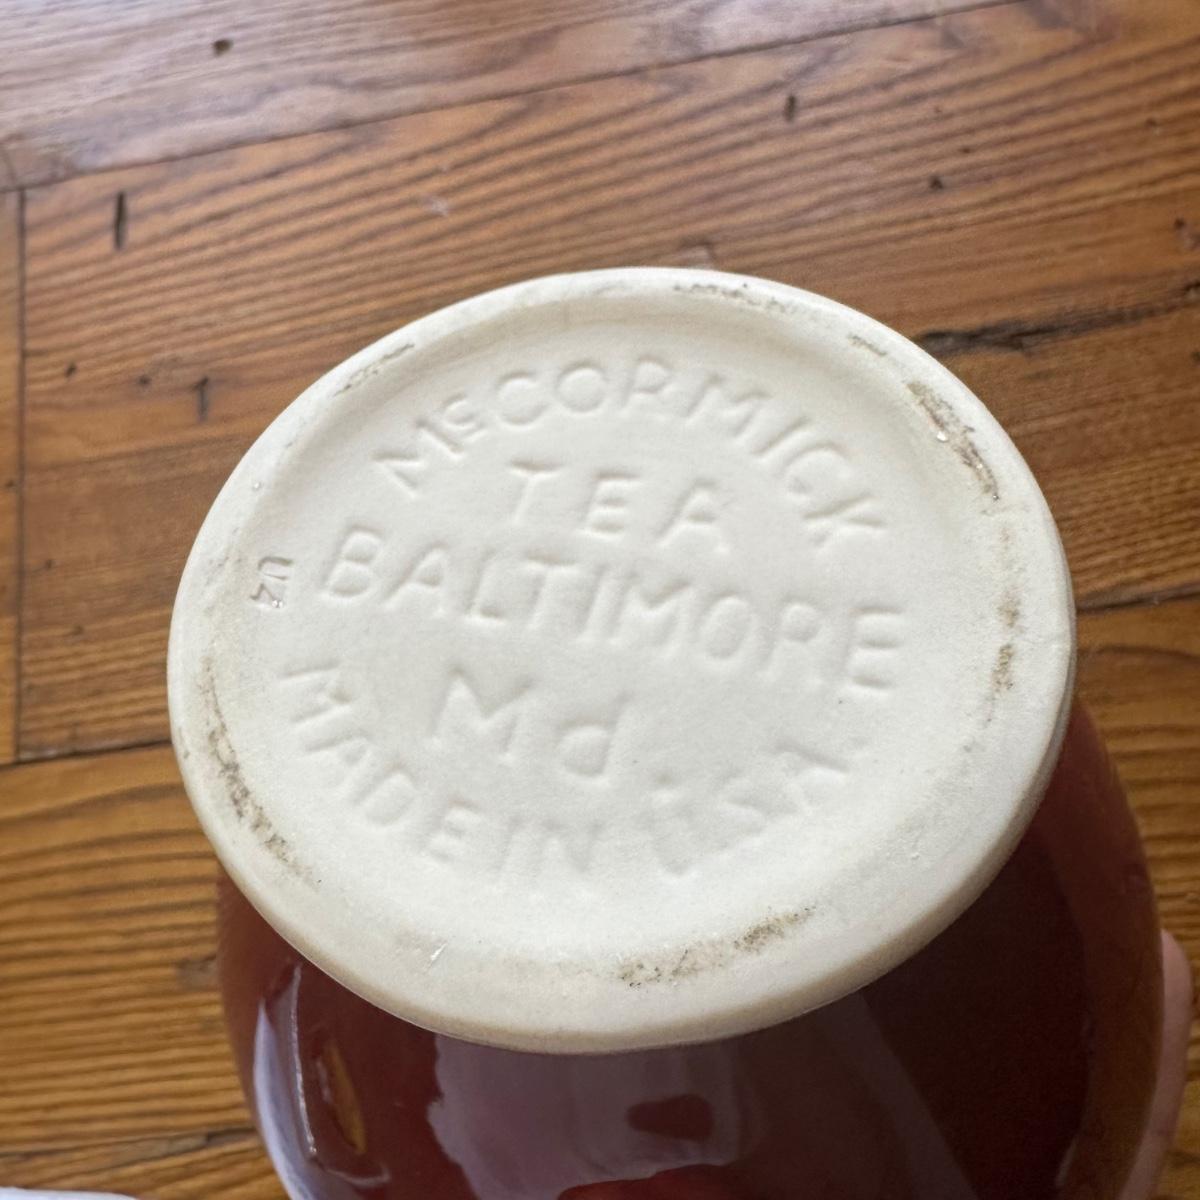 McCORMICK
TEA
BALTIMORE
Md.
MADE IN USA